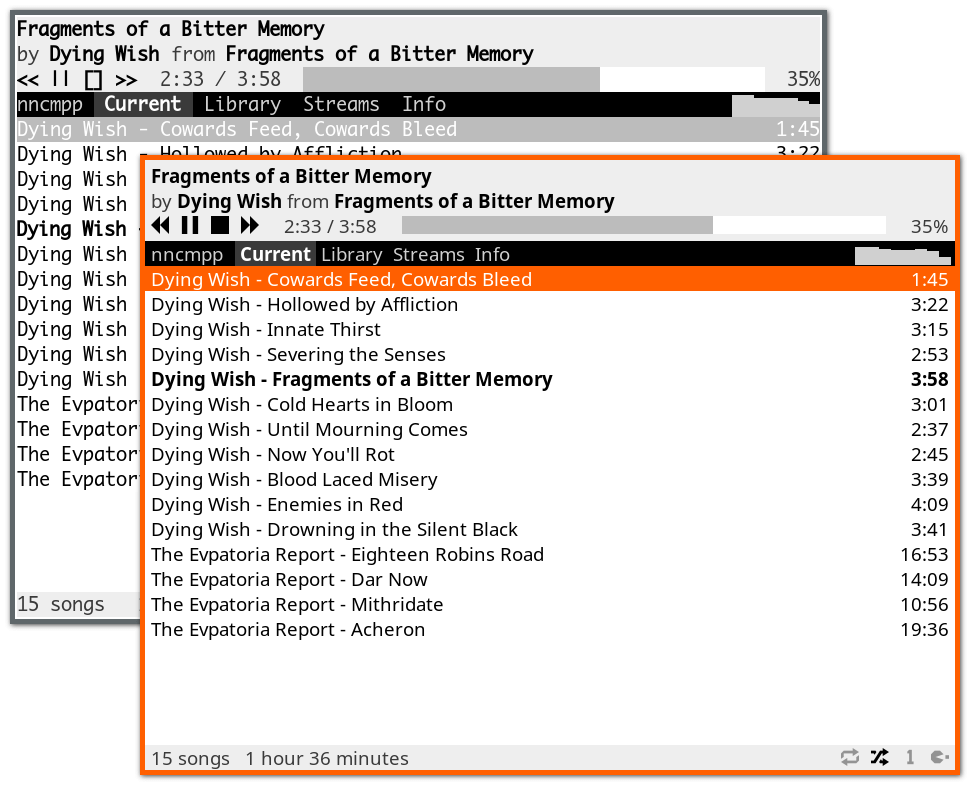 Fragments of a Bitter Memory
by Dying Wish from Fragments of a Bitter Memory
<< || [] >> 2:33 / 3:58 35%
nncmpp Current Library Streams Info
Dying Wish - Cowards Feed, Cowards Bleed 1:45
Dying Wish - Hollowed by Affliction 3:22
Dying Wish
Dying Wish
Dying Wish -
Dying Wish
Dying Wish
Dying Wish
Dying Wish
Dying Wish
Dying Wish
The Evpator
The Evpator
The Evpator
The Evpator
15 songs
Fragments of a Bitter Memory
by Dying Wish from Fragments of a Bitter Memory
2:33 / 3:58 35%
nncmpp Current Library Streams Info
Dying Wish - Cowards Feed, Cowards Bleed 1:45
Dying Wish - Hollowed by Affliction 3:22
Dying Wish - Innate Thirst 3:15
Dying Wish - Severing the Senses 2:53
Dying Wish - Fragments of a Bitter Memory 3:58
Dying Wish - Cold Hearts in Bloom 3:01
Dying Wish - Until Mourning Comes 2:37
Dying Wish - Now You'll Rot 2:45
Dying Wish - Blood Laced Misery 3:39
Dying Wish - Enemies in Red 4:09
Dying Wish - Drowning in the Silent Black 3:41
The Evpatoria Report - Eighteen Robins Road 16:53
The Evpatoria Report - Dar Now 14:09
The Evpatoria Report - Mithridate 10:56
The Evpatoria Report - Acheron 19:36
15 songs 1 hour 36 minutes 1